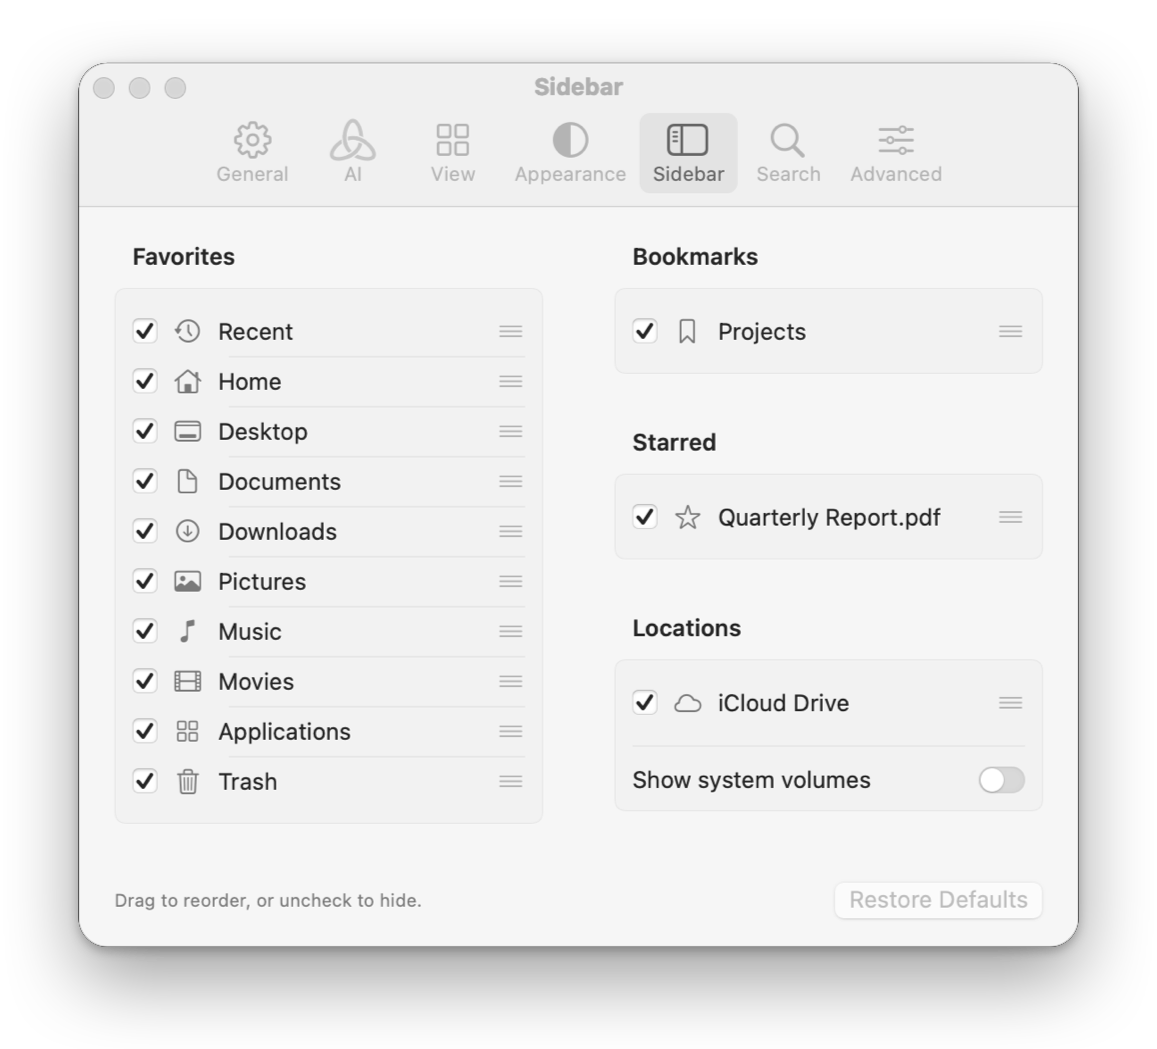 Sidebar
General
AI
View
Appearance
Sidebar
Search
Advanced
Favorites
Recent
Home
Desktop
Documents
Downloads
Pictures
Music
Movies
Applications
Trash
Bookmarks
Projects
Starred
Quarterly Report.pdf
Locations
iCloud Drive
Show system volumes
Drag to reorder, or uncheck to hide.
Restore Defaults